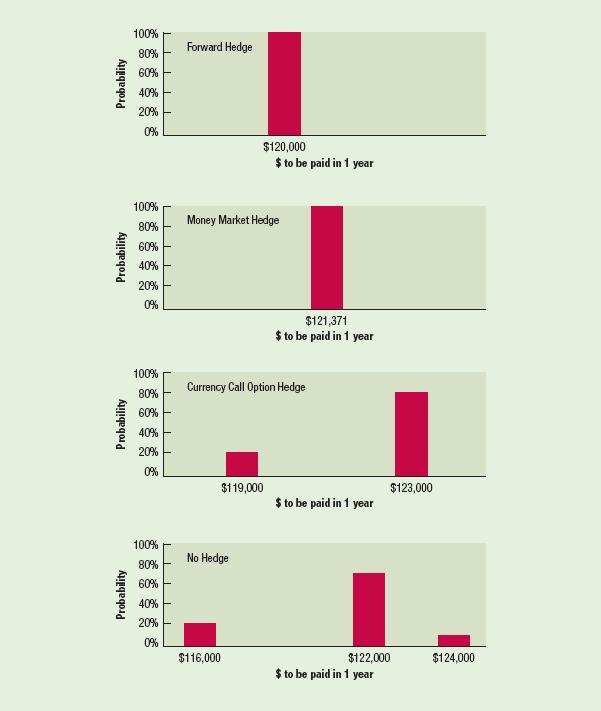 100%
Forward Hedge
80%
60%
40%
20%
0%
Probability
$120,000
$ to be paid in 1 year
100%
Money Market Hedge
80%
60%
40%
20%
0%
Probability
$121,371
$ to be paid in 1 year
100%
Currency Call Option Hedge
80%
60%
40%
20%
0%
Probability
$119,000 $123,000
$ to be paid in 1 year
100%
No Hedge
80%
60%
40%
20%
0%
Probability
$116,000 $122,000 $124,000
$ to be paid in 1 year